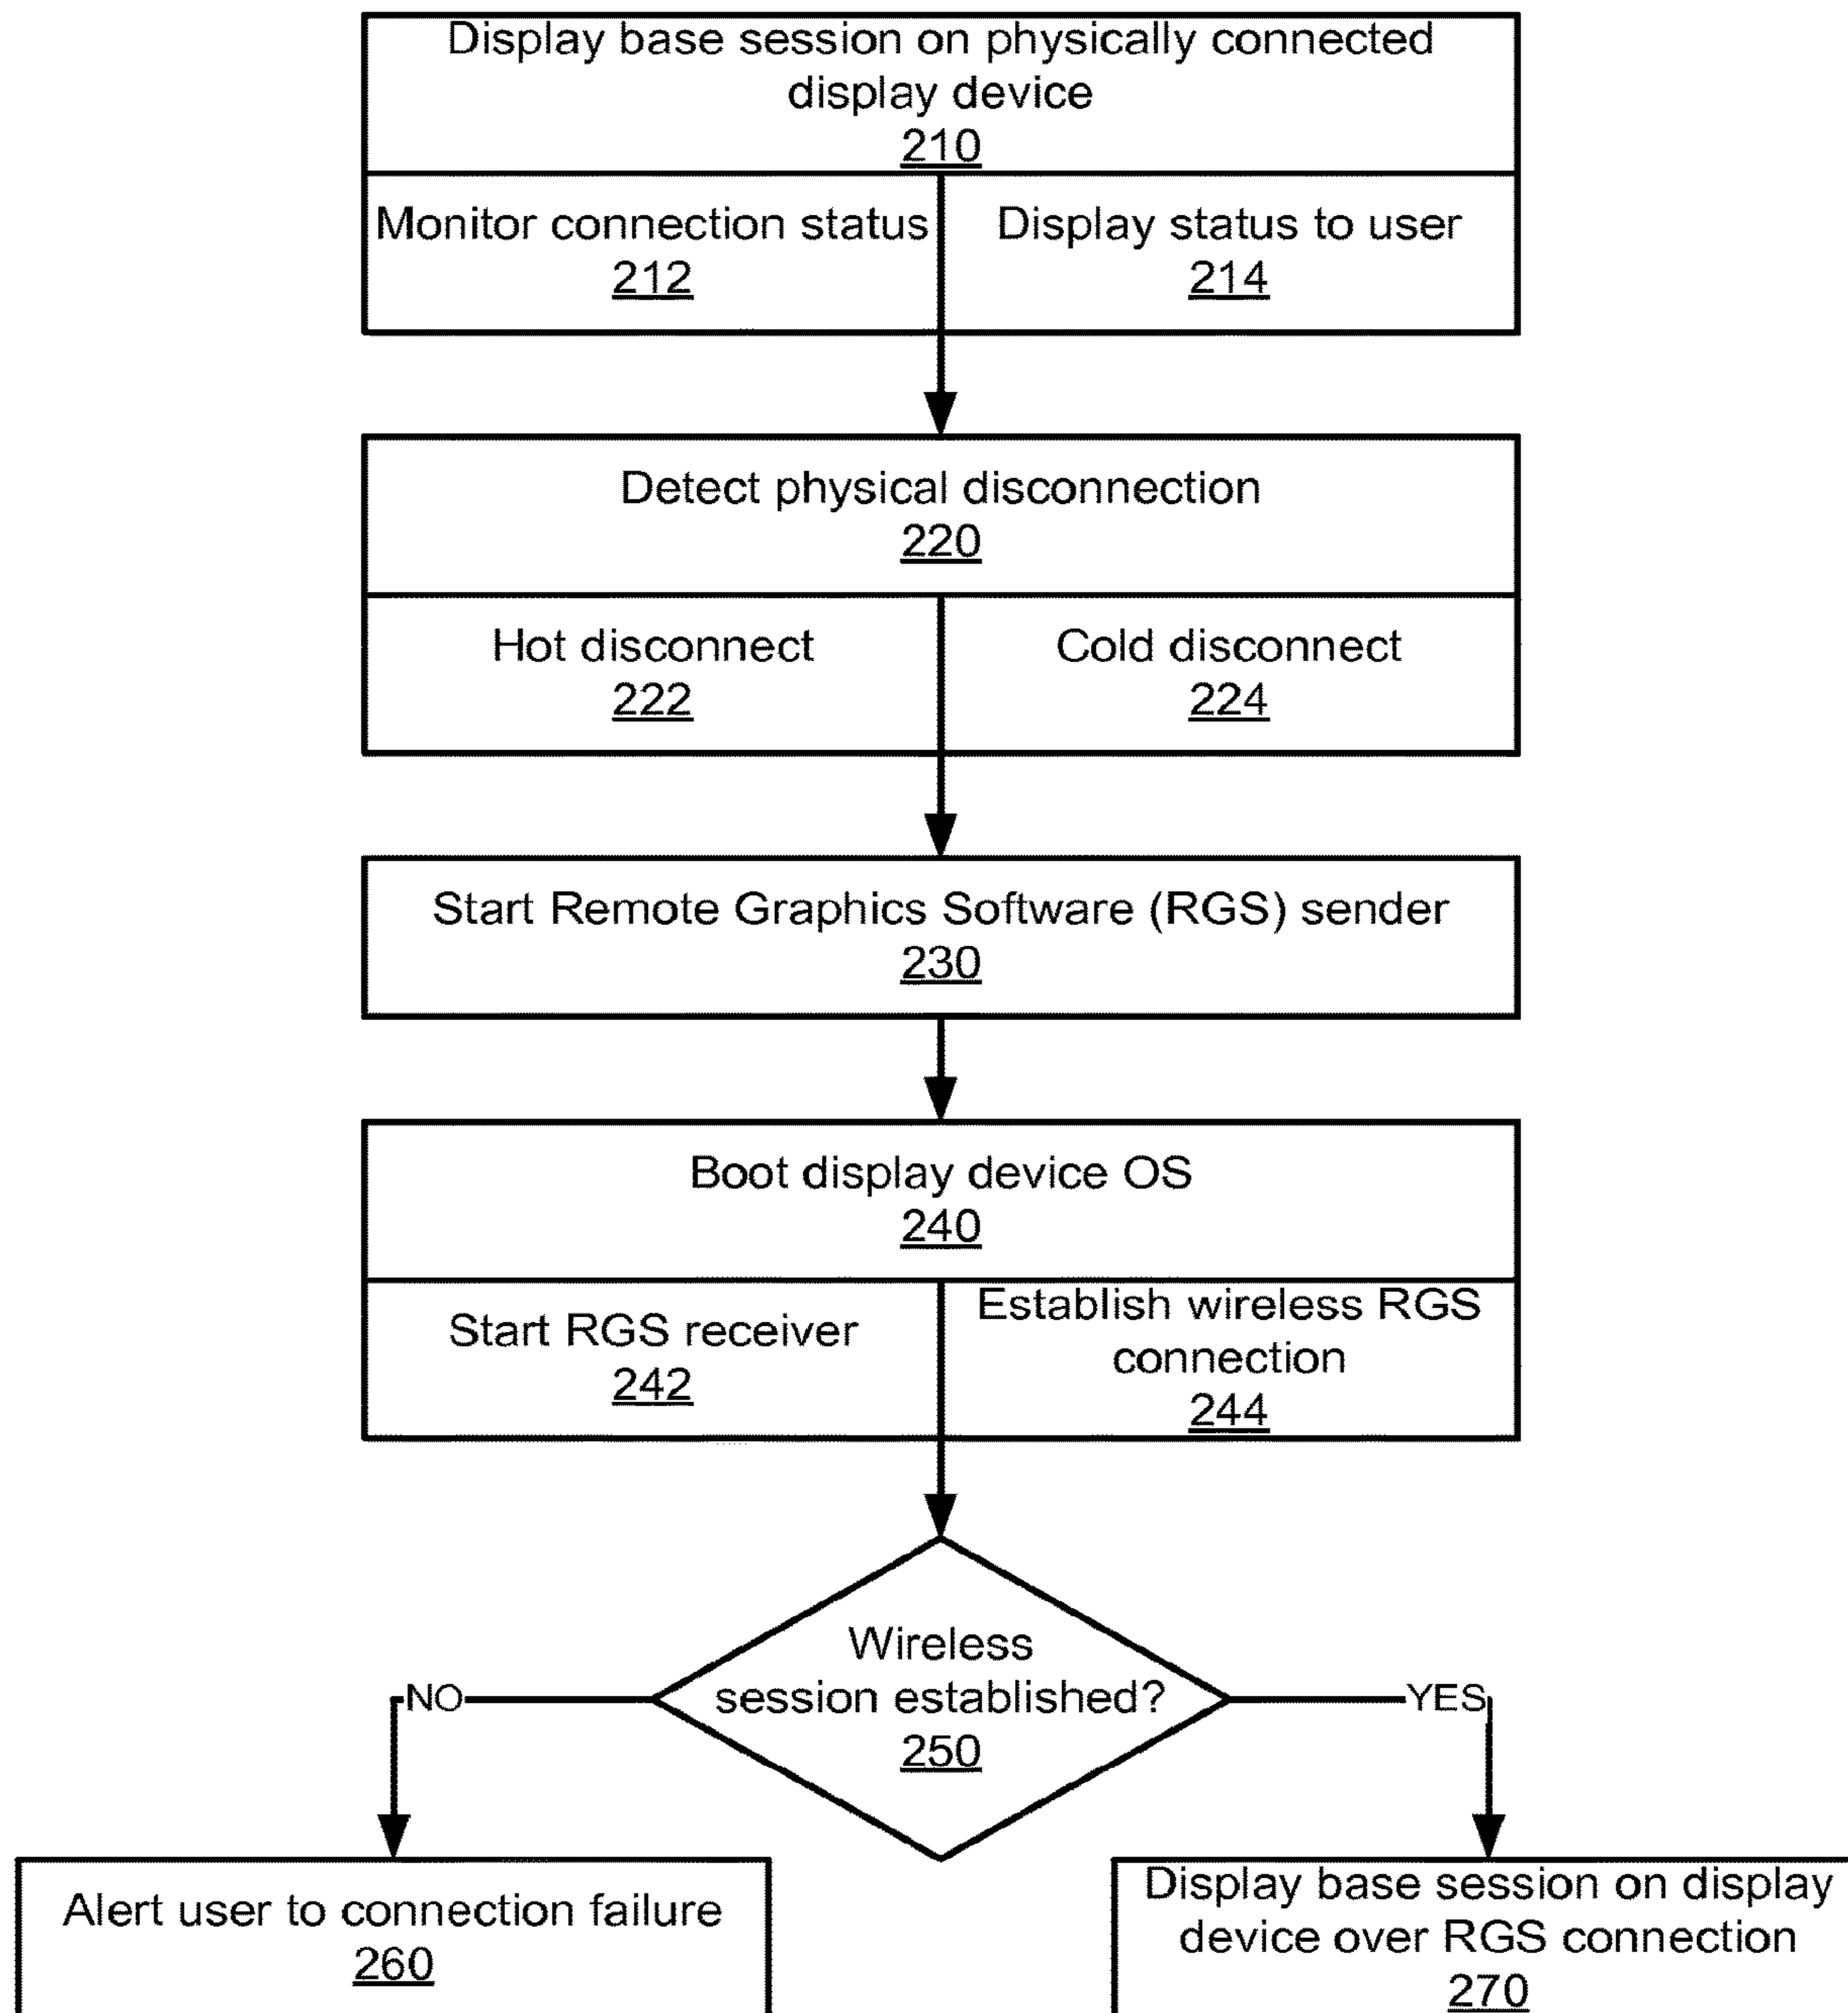 Display base session on physically connected
display device
210
Monitor connection status
212
Display status to user
214
Detect physical disconnection
220
Hot disconnect
222
Cold disconnect
224
Start Remote Graphics Software (RGS) sender
230
Boot display device OS
240
Start RGS receiver
242
Establish wireless RGS
connection
244
Wireless
session established?
250
NO
YES
Alert user to connection failure
260
Display base session on display
device over RGS connection
270